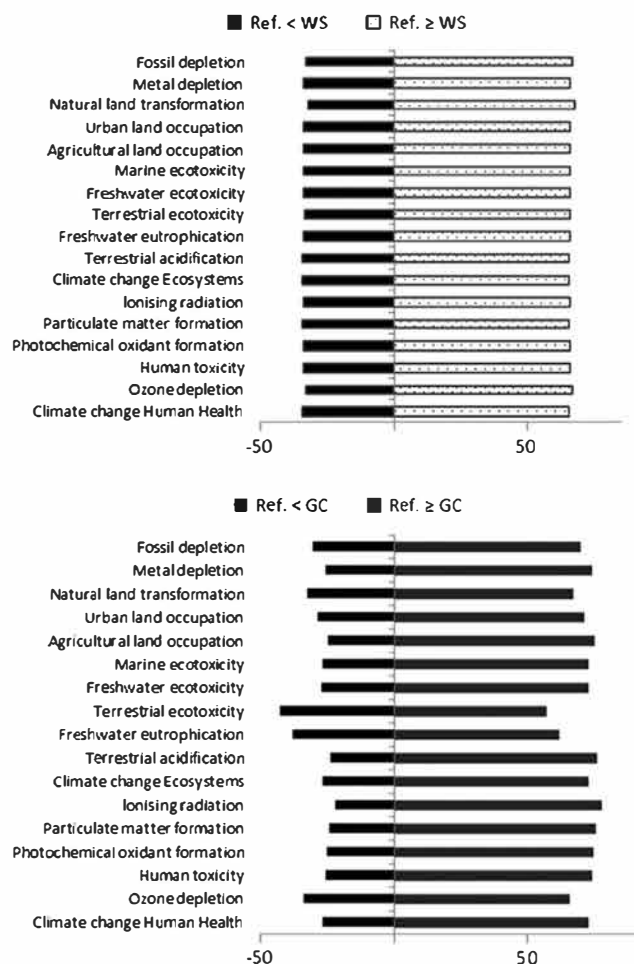 Ref. < WS Ref. ≥ WS
Fossil depletion
Metal depletion
Natural land transformation
Urban land occupation
Agricultural land occupation
Marine ecotoxicity
Freshwater ecotoxicity
Terrestrial ecotoxicity
Freshwater eutrophication
Terrestrial acidification
Climate change Ecosystems
Ionising radiation
Particulate matter formation
Photochemical oxidant formation
Human toxicity
Ozone depletion
Climate change Human Health
-50 50
Ref. < GC Ref. ≥ GC
Fossil depletion
Metal depletion
Natural land transformation
Urban land occupation
Agricultural land occupation
Marine ecotoxicity
Freshwater ecotoxicity
Terrestrial ecotoxicity
Freshwater eutrophication
Terrestrial acidification
Climate change Ecosystems
Ionising radiation
Particulate matter formation
Photochemical oxidant formation
Human toxicity
Ozone depletion
Climate change Human Health
-50 50